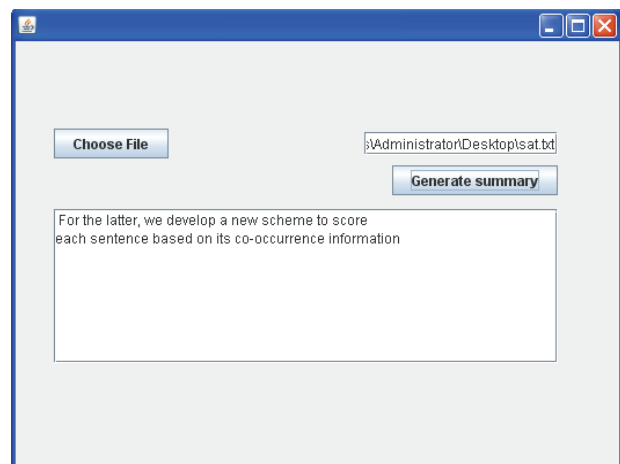 Choose File
s\Administrator\Desktop\sat.txt
Generate summary
For the latter, we develop a new scheme to score
each sentence based on its co-occurrence information